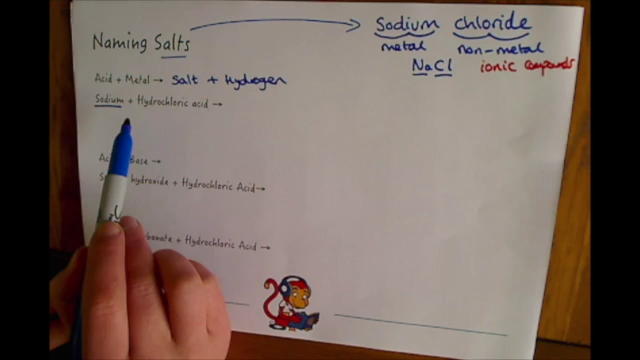 Naming Salts
Sodium chloride
metal non-metal
NaCl ionic compounds
Acid + Metal → Salt + Hydrogen
Sodium + Hydrochloric acid →
Base →
hydroxide + Hydrochloric Acid →
+ Hydrochloric Acid →